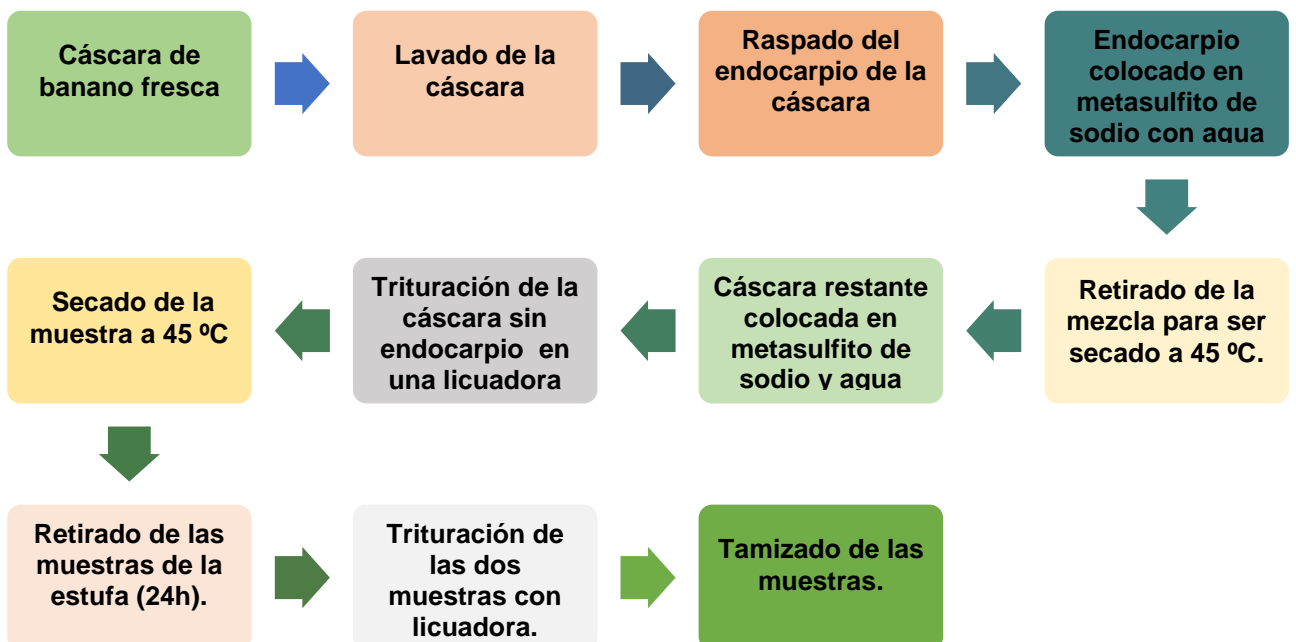 Cáscara de
banano fresca
Lavado de la
cáscara
Raspado del
endocarpio de la
cáscara
Endocarpio
colocado en
metasulfito de
sodio con agua
Retirado de la
mezcla para ser
secado a 45 ºC.
Cáscara restante
colocada en
metasulfito de
sodio y agua
Trituración de la
cáscara sin
endocarpio en
una licuadora
Secado de la
muestra a 45 ºC
Retirado de las
muestras de la
estufa (24h).
Trituración de
las dos
muestras con
licuadora.
Tamizado de las
muestras.